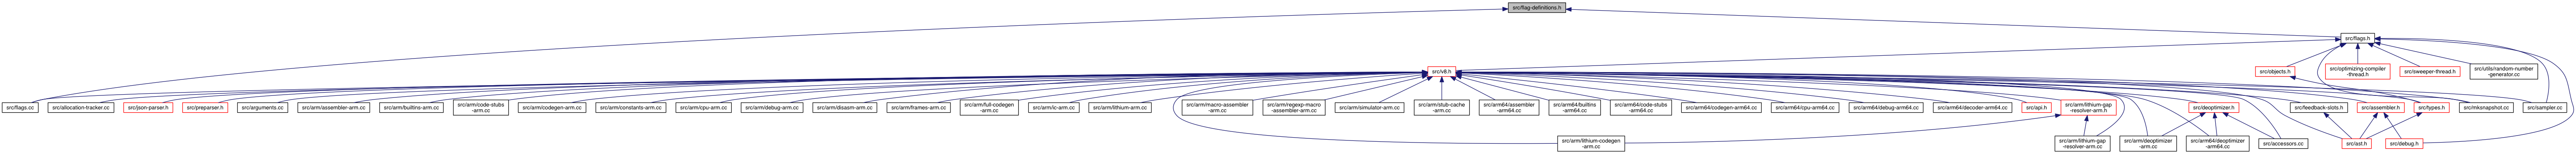 src/flag-definitions.h
src/flags.h
src/v8.h
src/objects.h
src/optimizing-compiler
-thread.h
src/sweeper-thread.h
src/utils/random-number
-generator.cc
src/flags.cc
src/allocation-tracker.cc
src/json-parser.h
src/preparser.h
src/arguments.cc
src/arm/assembler-arm.cc
src/arm/builtins-arm.cc
src/arm/code-stubs
-arm.cc
src/arm/codegen-arm.cc
src/arm/constants-arm.cc
src/arm/cpu-arm.cc
src/arm/debug-arm.cc
src/arm/disasm-arm.cc
src/arm/frames-arm.cc
src/arm/full-codegen
-arm.cc
src/arm/ic-arm.cc
src/arm/lithium-arm.cc
src/arm/macro-assembler
-arm.cc
src/arm/regexp-macro
-assembler-arm.cc
src/arm/simulator-arm.cc
src/arm/stub-cache
-arm.cc
src/arm64/assembler
-arm64.cc
src/arm64/builtins
-arm64.cc
src/arm64/code-stubs
-arm64.cc
src/arm64/codegen-arm64.cc
src/arm64/cpu-arm64.cc
src/arm64/debug-arm64.cc
src/arm64/decoder-arm64.cc
src/api.h
src/arm/lithium-gap
-resolver-arm.h
src/deoptimizer.h
src/feedback-slots.h
src/assembler.h
src/types.h
src/mksnapshot.cc
src/sampler.cc
src/arm/lithium-codegen
-arm.cc
src/arm/lithium-gap
-resolver-arm.cc
src/arm/deoptimizer
-arm.cc
src/arm64/deoptimizer
-arm64.cc
src/accessors.cc
src/ast.h
src/debug.h